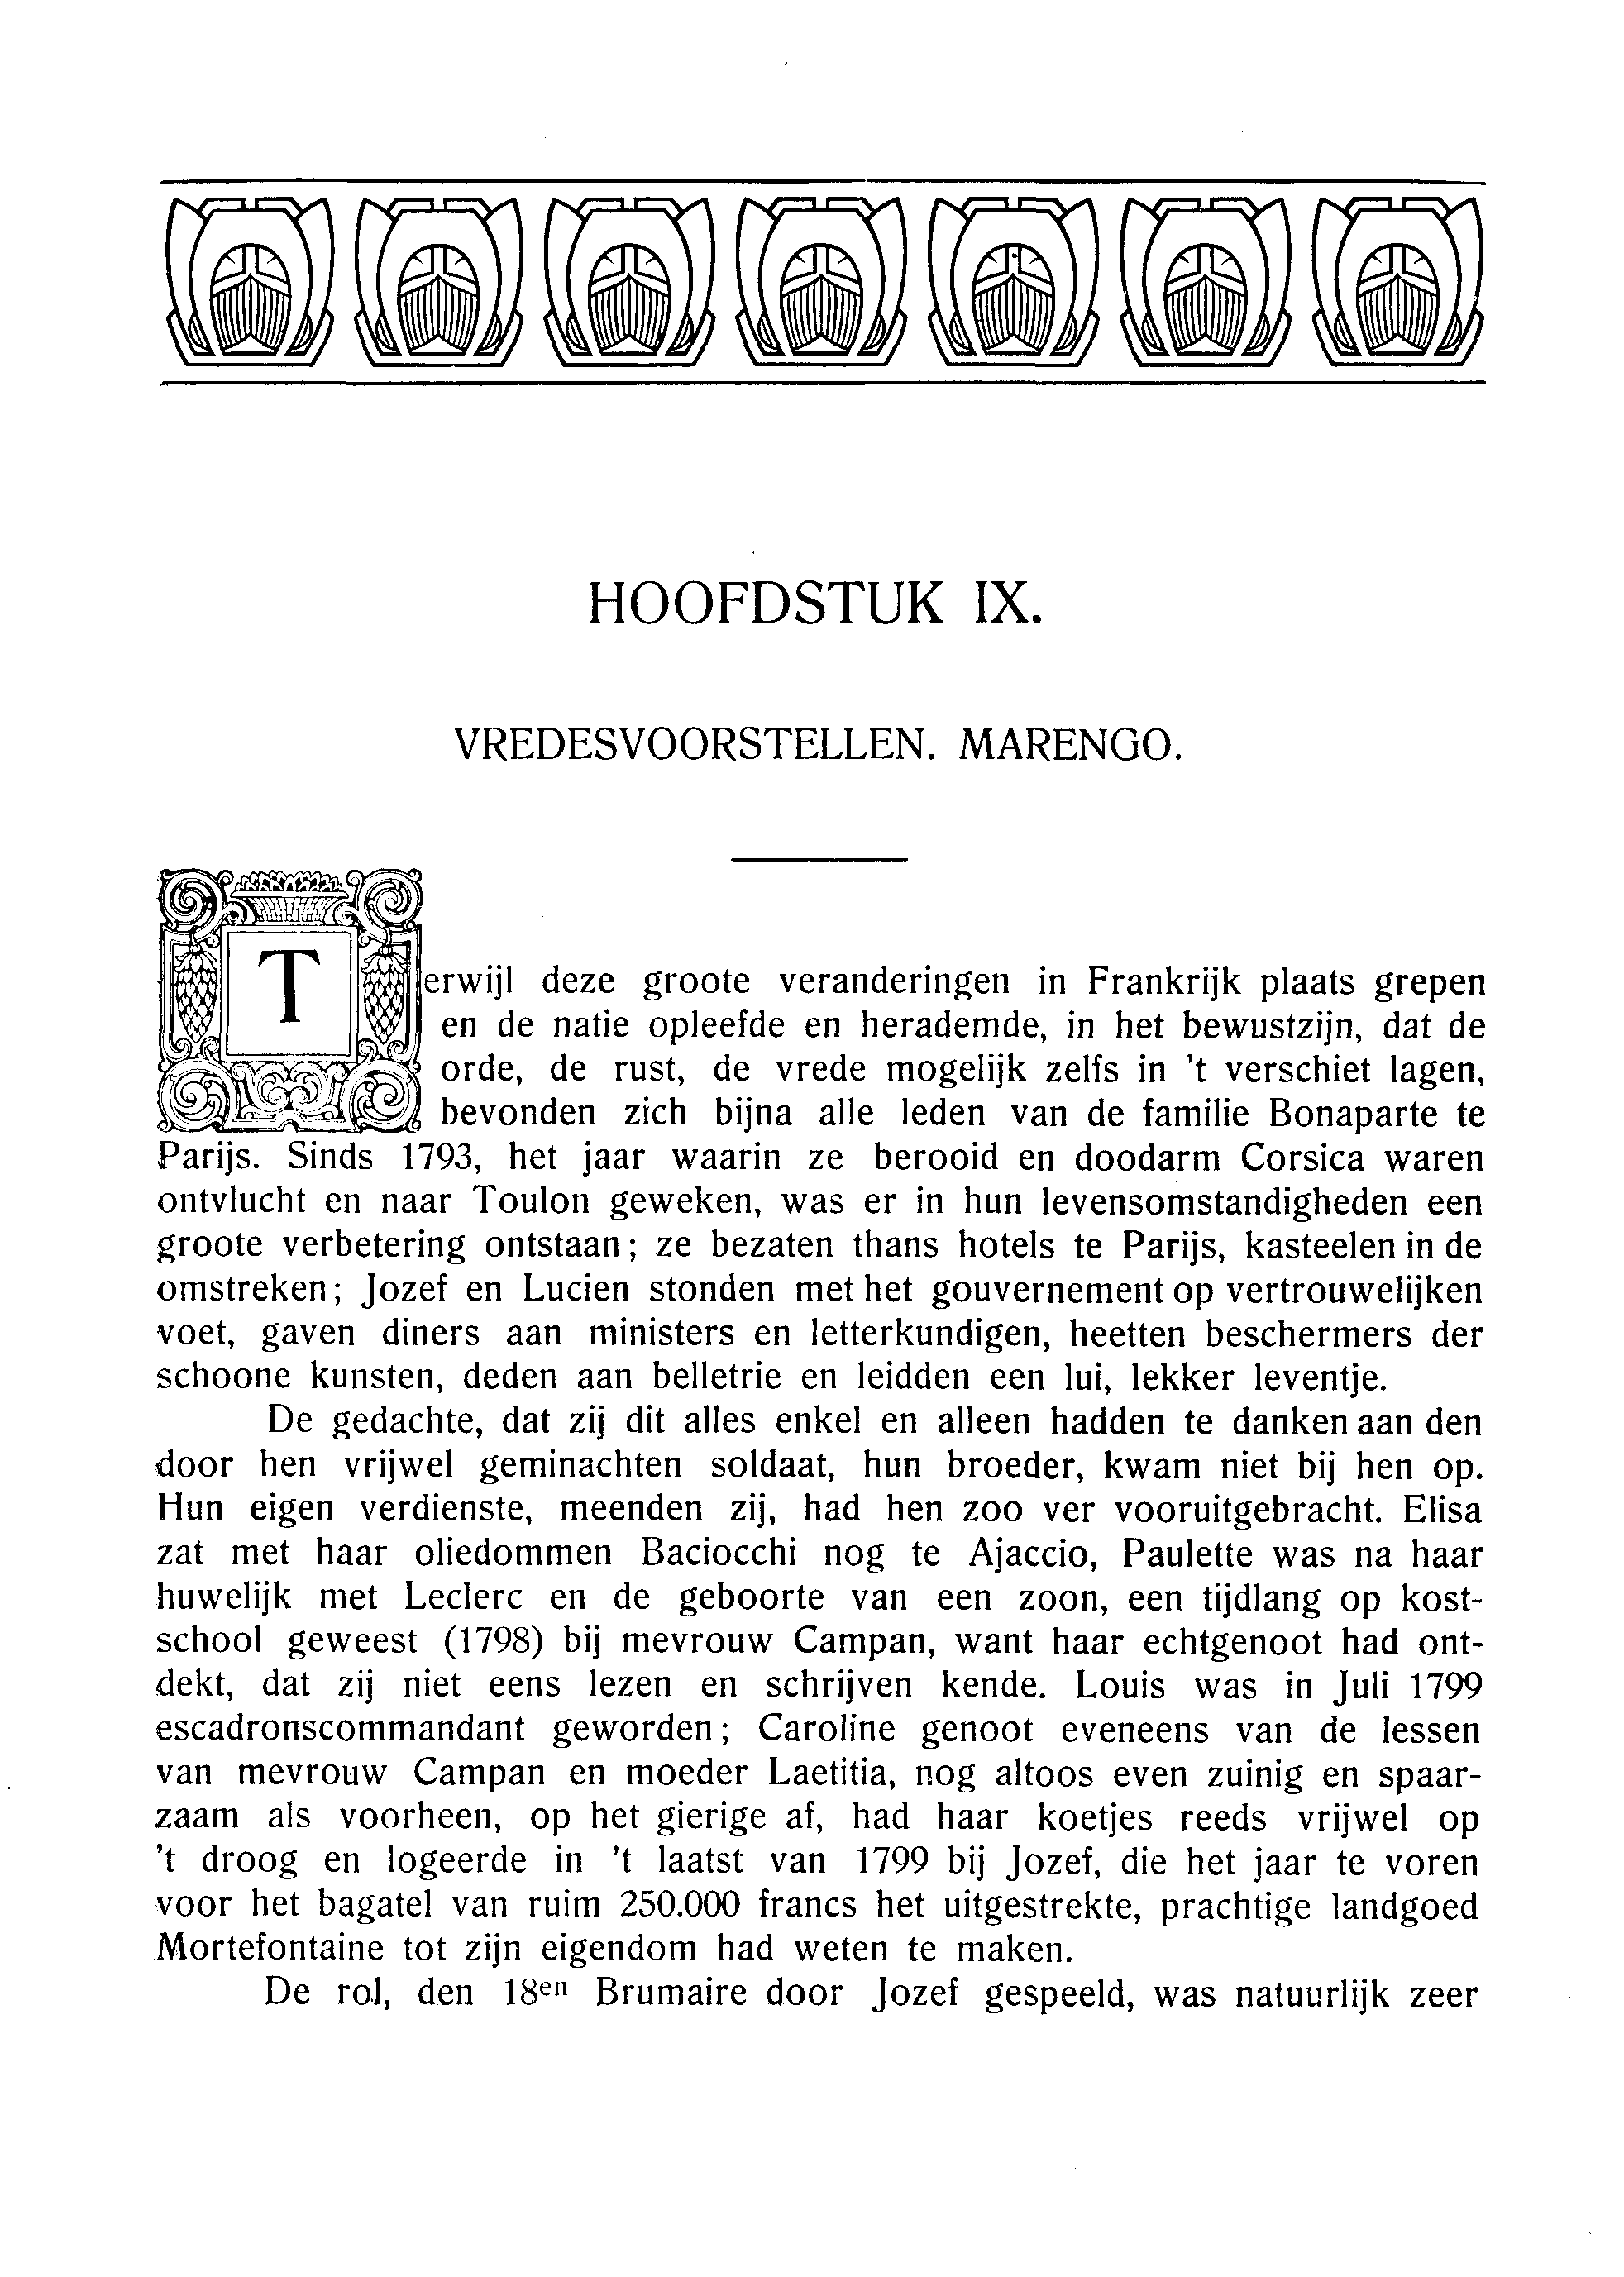 HOOFDSTUK IX.
VREDESVOORSTELLEN. MARENGO.
Terwijl deze groote veranderingen in Frankrijk plaats grepen
en de natie opleefde en herademde, in het bewustzijn, dat de
orde, de rust, de vrede mogelijk zelfs in 't verschiet lagen,
bevonden zich bijna alle leden van de familie Bonaparte te
Parijs. Sinds 1793, het jaar waarin ze berooid en doodarm Corsica waren
ontvlucht en naar Toulon geweken, was er in hun levensomstandigheden een
groote verbetering ontstaan; ze bezaten thans hotels te Parijs, kasteelen in de
omstreken; Jozef en Lucien stonden met het gouvernement op vertrouwelijken
voet, gaven diners aan ministers en letterkundigen, heetten beschermers der
schoone kunsten, deden aan belletrie en leidden een lui, lekker leventje.
De gedachte, dat zij dit alles enkel en alleen hadden te danken aan den
door hen vrijwel geminachten soldaat, hun broeder, kwam niet bij hen op.
Hun eigen verdienste, meenden zij, had hen zoo ver vooruitgebracht. Elisa
zat met haar oliedommen Baciocchi nog te Ajaccio, Paulette was na haar
huwelijk met Leclerc en de geboorte van een zoon, een tijdlang op kost-
school geweest (1798) bij mevrouw Campan, want haar echtgenoot had ont-
dekt, dat zij niet eens lezen en schrijven kende. Louis was in Juli 1799
escadronscommandant geworden; Caroline genoot eveneens van de lessen
van mevrouw Campan en moeder Laetitia, nog altoos even zuinig en spaar-
zaam als voorheen, op het gierige af, had haar koetjes reeds vrijwel op
't droog en logeerde in 't laatst van 1799 bij Jozef, die het jaar te voren
voor het bagatel van ruim 250.000 francs het uitgestrekte, prachtige landgoed
Mortefontaine tot zijn eigendom had weten te maken.
De rol, den 18en Brumaire door Jozef gespeeld, was natuurlijk zeer